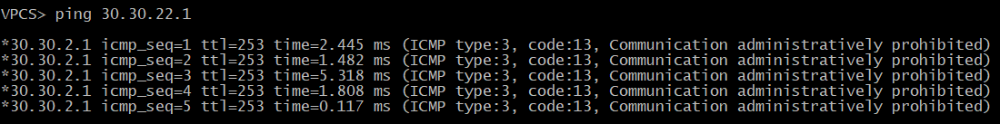 VPCS> ping 30.30.22.1
*30.30.2.1 icmp_seq=1 ttl=253 time=2.445 ms (ICMP type:3, code:13, Communication administratively prohibited)
*30.30.2.1 icmp_seq=2 ttl=253 time=1.482 ms (ICMP type:3, code:13, Communication administratively prohibited)
*30.30.2.1 icmp_seq=3 ttl=253 time=5.318 ms (ICMP type:3, code:13, Communication administratively prohibited)
*30.30.2.1 icmp_seq=4 ttl=253 time=1.808 ms (ICMP type:3, code:13, Communication administratively prohibited)
*30.30.2.1 icmp_seq=5 ttl=253 time=0.117 ms (ICMP type:3, code:13, Communication administratively prohibited)